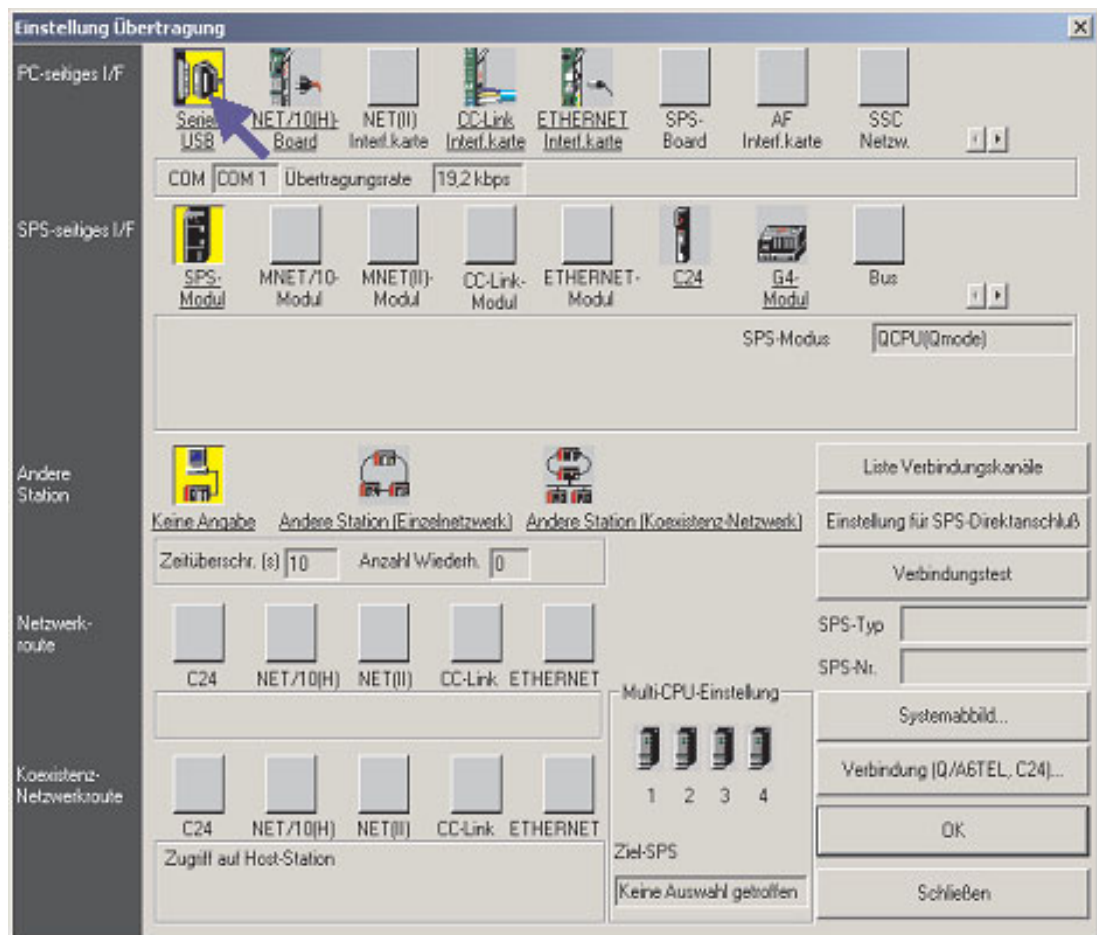 Einstellung Übertragung
PC-seitiges I/F
USB
NET/10(H)-
Board
NET(II)
Interf.karte
CC-Link
Interf.karte
ETHERNET
Interf.karte
SPS-
Board
AF
Interf.karte
SSC
Netzw.
COM COM 1 Übertragungsrate 19,2 kbps
SPS-seitiges I/F
SPS-
Modul
MNET/10-
Modul
MNET(II)-
Modul
CC-Link-
Modul
ETHERNET-
Modul
C24
G4-
Modul
Bus
SPS-Modus QCPU(Qmode)
Andere
Station
Keine Angabe Andere Station (Einzelnetzwerk) Andere Station (Koexistenz-Netzwerk)
Zeitüberschr. (s) 10 Anzahl Wiederh. 0
Liste Verbindungskanäle
Einstellung für SPS-Direktanschluß
Verbindungstest
SPS-Typ
SPS-Nr.
Systemabbild...
Verbindung (Q/A6TEL, C24)...
OK
Schließen
Netzwerk-
route
C24 NET/10(H) NET(II) CC-Link ETHERNET
Multi-CPU-Einstellung
1 2 3 4
Ziel-SPS
Keine Auswahl getroffen
Koexistenz-
Netzwerkroute
C24 NET/10(H) NET(II) CC-Link ETHERNET
Zugriff auf Host-Station